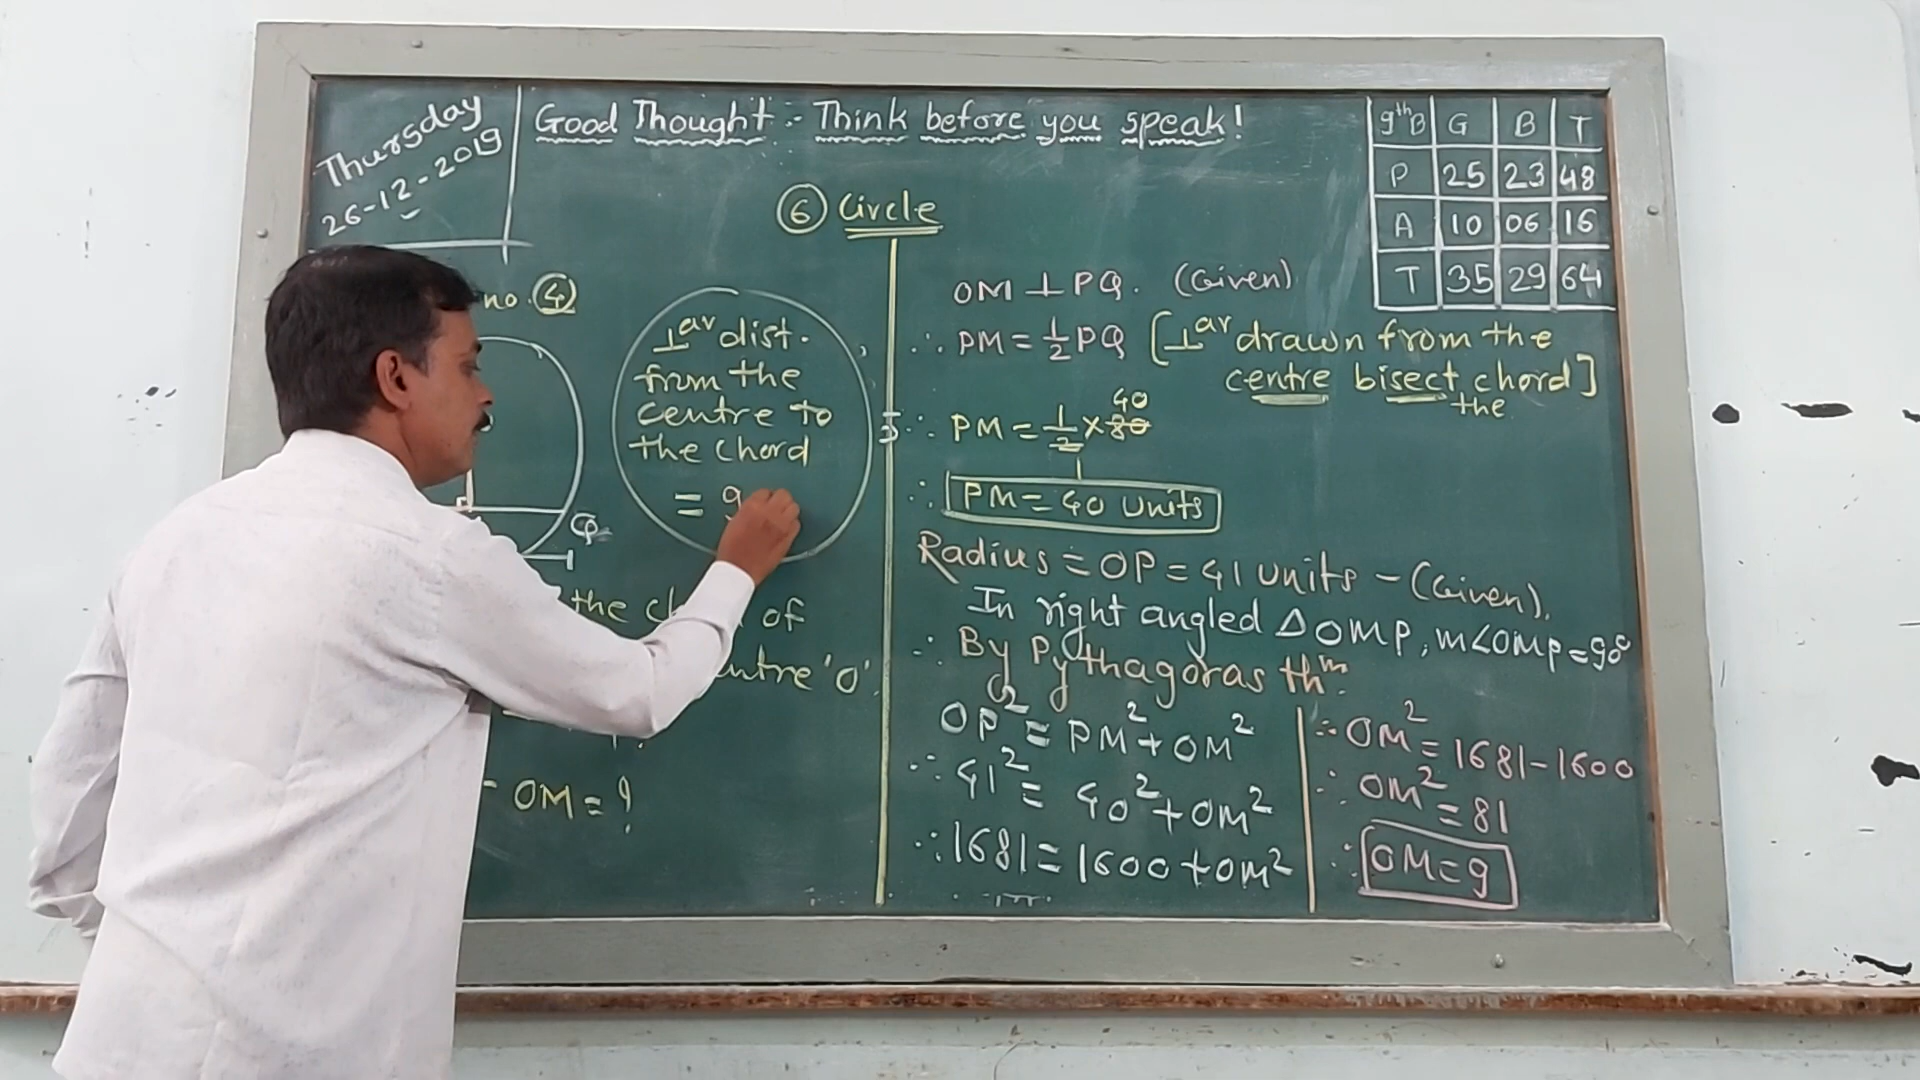 Thursday
26-12-2019
Good Thought :- Think before you speak!
9th B G B T
P 25 23 48
A 10 06 16
T 35 29 64
⑥ Circle
no. ④
⊥ar dist.
from the
centre to
the chord
= 9
Q
the ch of
ntre 'O'.
- OM = ?
OM ⊥ PQ. (Given)
∴ PM = 1/2 PQ [⊥ar drawn from the
centre bisect the chord]
∴ PM = 1/2 × 80 40
∴ PM = 40 units
Radius = OP = 41 units - (Given).
In right angled △OMP, m∠OMP = 90°
∴ By Pythagoras thm.
OP² = PM² + OM²
∴ 41² = 40² + OM²
∴ 1681 = 1600 + OM²
∴ OM² = 1681 - 1600
∴ OM² = 81
∴ OM = 9